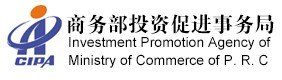 CIPA
商务部投资促进事务局
Investment Promotion Agency of
Ministry of Commerce of P. R. C